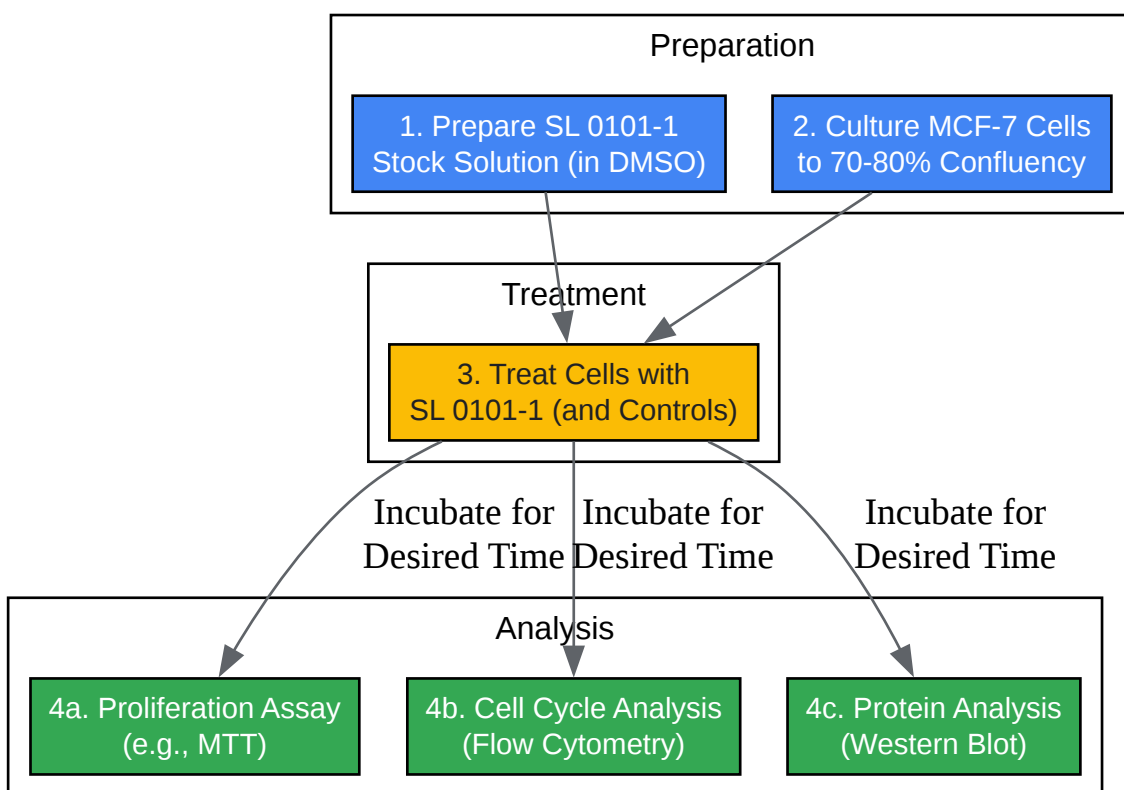 Preparation
1. Prepare SL 0101-1
Stock Solution (in DMSO)
2. Culture MCF-7 Cells
to 70-80% Confluency
Treatment
3. Treat Cells with
SL 0101-1 (and Controls)
Incubate for
Desired Time
Incubate for
Desired Time
Incubate for
Desired Time
Analysis
4a. Proliferation Assay
(e.g., MTT)
4b. Cell Cycle Analysis
(Flow Cytometry)
4c. Protein Analysis
(Western Blot)